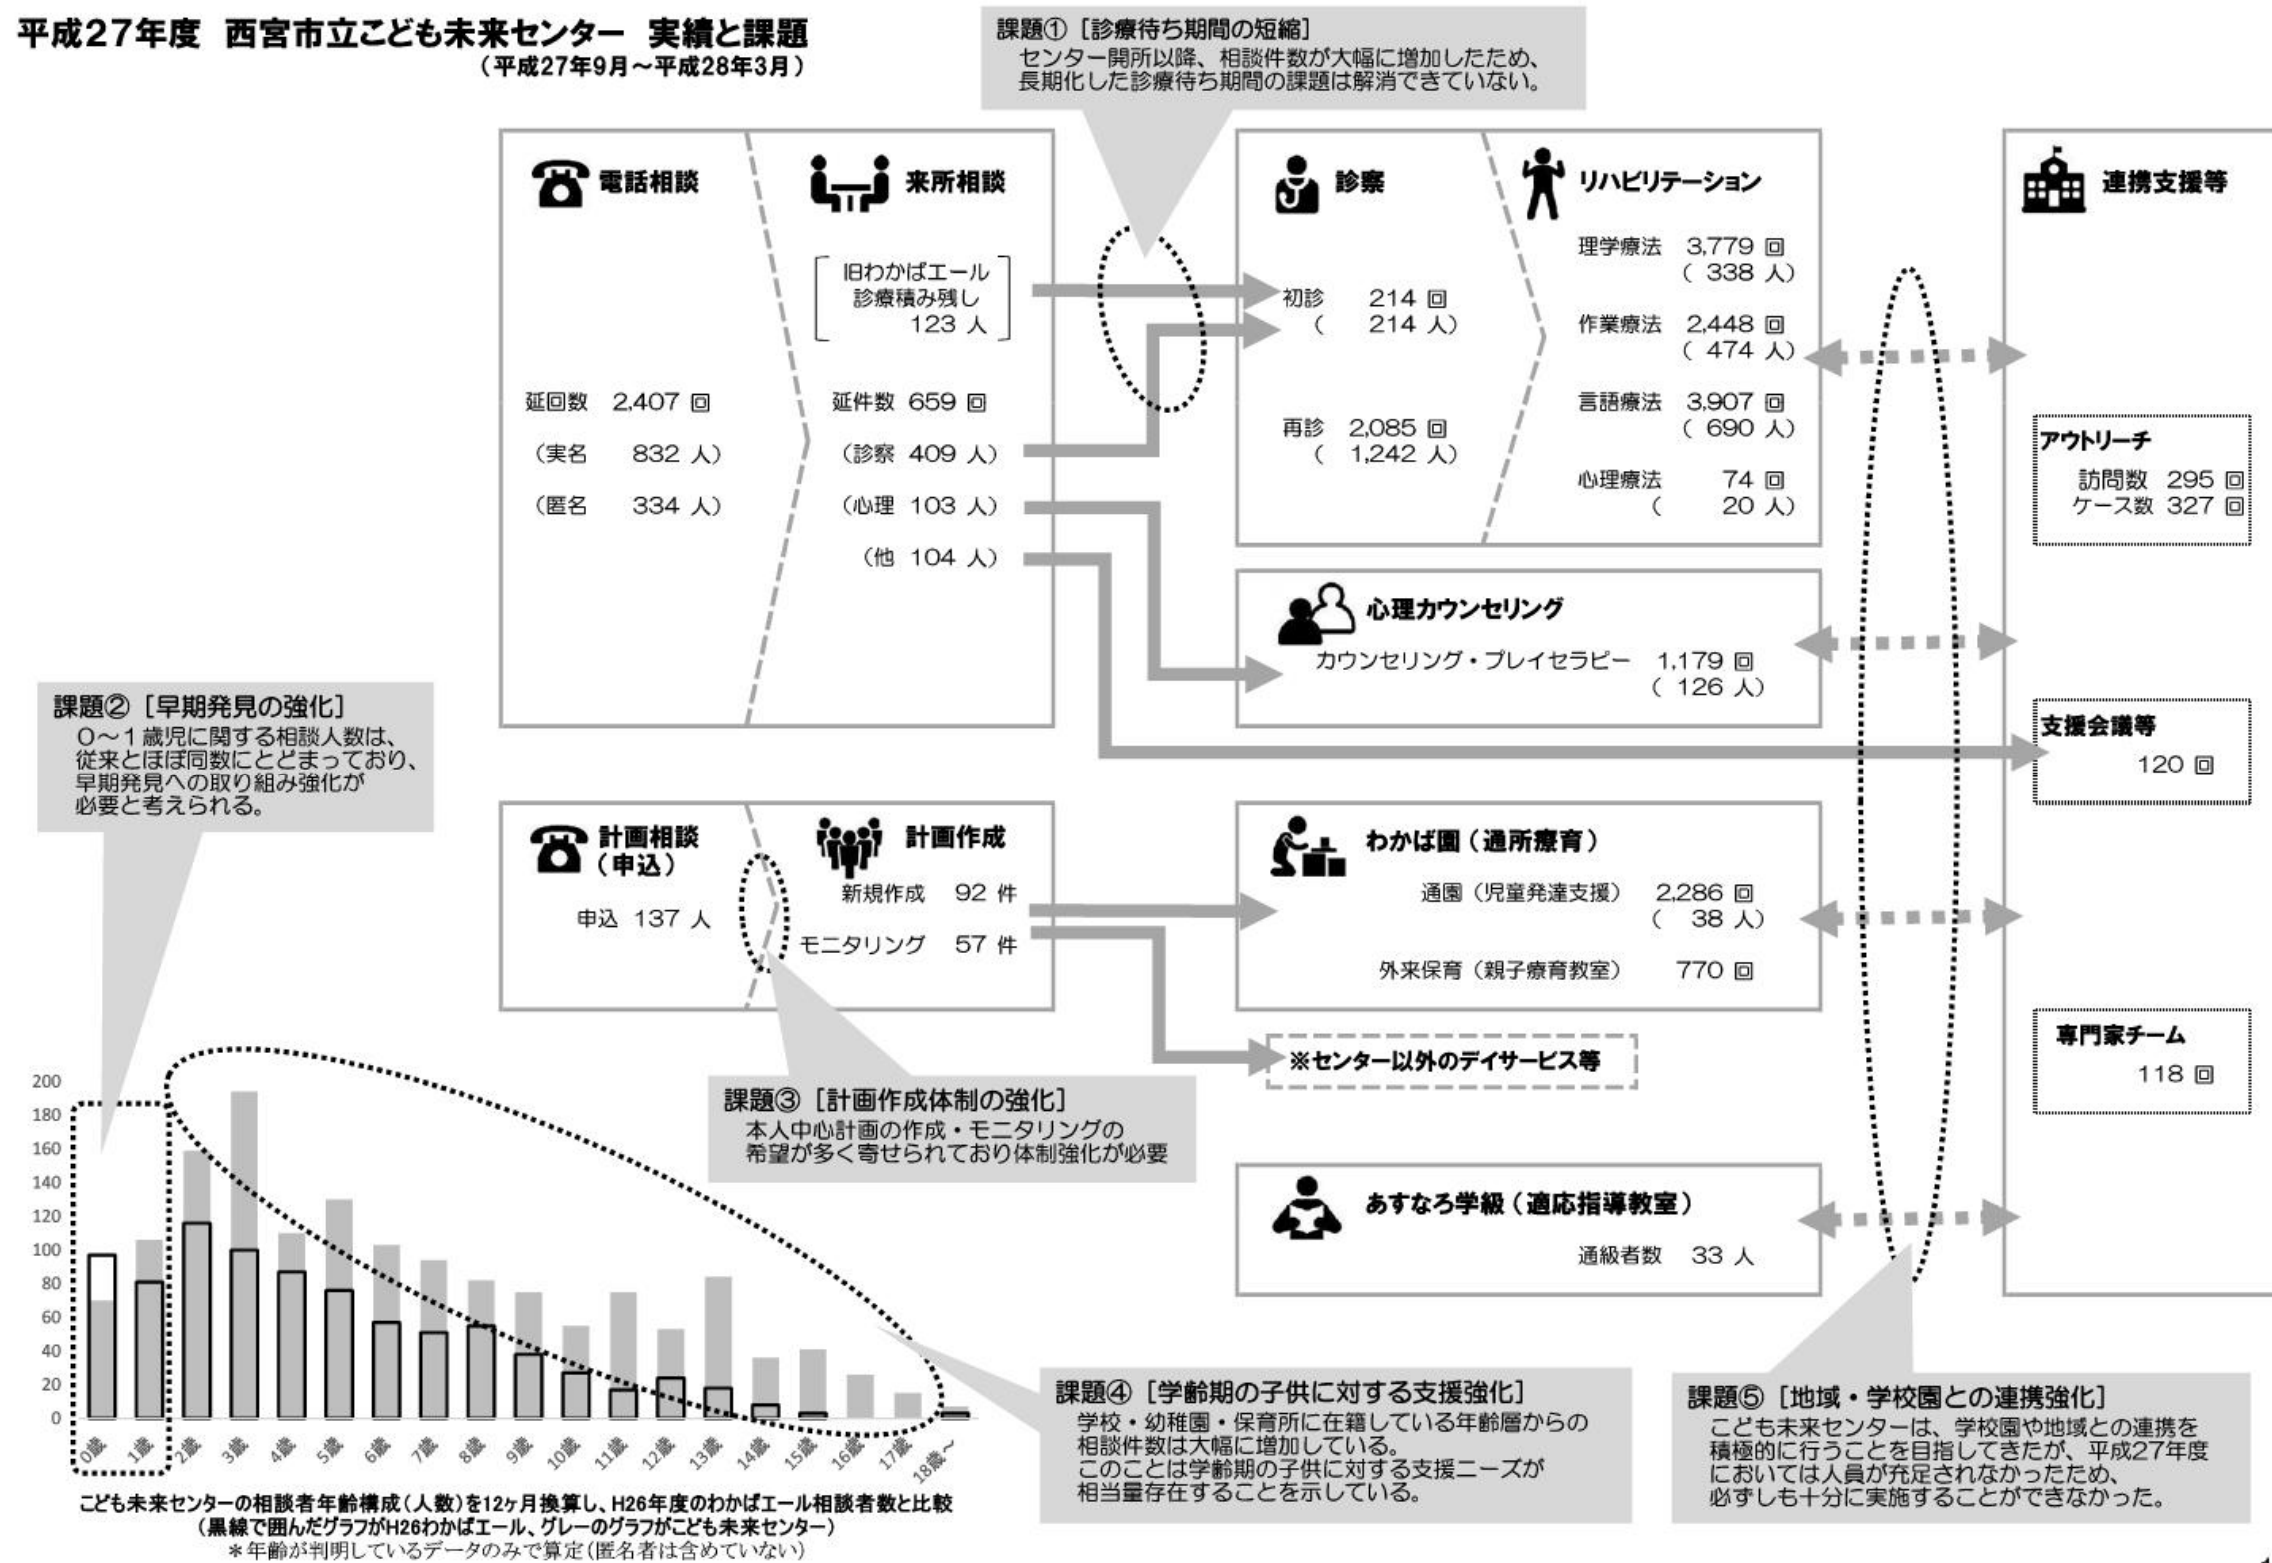 平成27年度　西宮市立こども未来センター　実績と課題
（平成27年9月～平成28年3月）
課題①［診療待ち期間の短縮］
センター開所以降、相談件数が大幅に増加したため、
長期化した診療待ち期間の課題は解消できていない。
電話相談
延回数　2,407 回
（実名　832 人）
（匿名　334 人）
来所相談
旧わかばエール
診療積み残し
123 人
延件数 659 回
（診察 409 人）
（心理 103 人）
（他 104 人）
診察
初診　214 回
（　214 人）
再診　2,085 回
（　1,242 人）
リハビリテーション
理学療法　3,779 回
（ 338 人）
作業療法　2,448 回
（ 474 人）
言語療法　3,907 回
（ 690 人）
心理療法　74 回
（　20 人）
連携支援等
アウトリーチ
訪問数 295 回
ケース数 327 回
支援会議等
120 回
専門家チーム
118 回
心理カウンセリング
カウンセリング・プレイセラピー　1,179 回
（ 126 人）
課題②［早期発見の強化］
０～１歳児に関する相談人数は、
従来とほぼ同数にとどまっており、
早期発見への取り組み強化が
必要と考えられる。
計画相談
（申込）
申込 137 人
計画作成
新規作成　92 件
モニタリング　57 件
わかば園（通所療育）
通園（児童発達支援）　2,286 回
（　38 人）
外来保育（親子療育教室）　770 回
※センター以外のデイサービス等
課題③［計画作成体制の強化］
本人中心計画の作成・モニタリングの
希望が多く寄せられており体制強化が必要
あすなろ学級（適応指導教室）
通級者数　33 人
200
180
160
140
120
100
80
60
40
20
0
0歳
1歳
2歳
3歳
4歳
5歳
6歳
7歳
8歳
9歳
10歳
11歳
12歳
13歳
14歳
15歳
16歳
17歳
18歳～
こども未来センターの相談者年齢構成（人数）を12ヶ月換算し、H26年度のわかばエール相談者数と比較
（黒線で囲んだグラフがH26わかばエール、グレーのグラフがこども未来センター）
＊年齢が判明しているデータのみで算定（匿名者は含めていない）
課題④［学齢期の子供に対する支援強化］
学校・幼稚園・保育所に在籍している年齢層からの
相談件数は大幅に増加している。
このことは学齢期の子供に対する支援ニーズが
相当量存在することを示している。
課題⑤［地域・学校園との連携強化］
こども未来センターは、学校園や地域との連携を
積極的に行うことを目指してきたが、平成27年度
においては人員が充足されなかったため、
必ずしも十分に実施することができなかった。